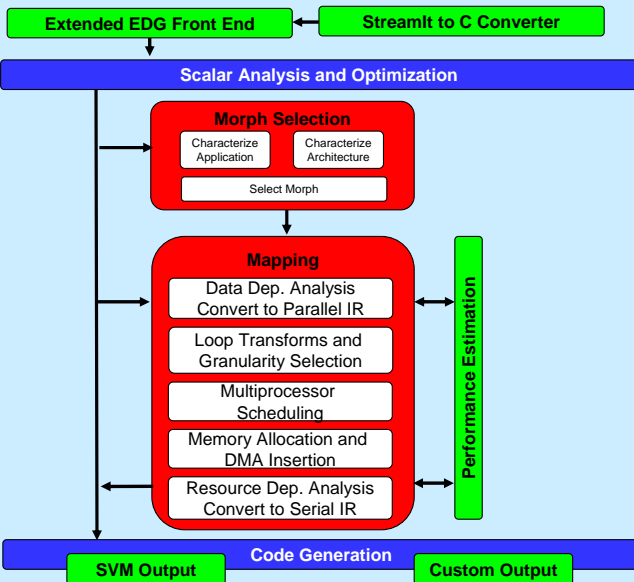 Extended EDG Front End
StreamIt to C Converter
Scalar Analysis and Optimization
Morph Selection
Characterize
Application
Characterize
Architecture
Select Morph
Mapping
Data Dep. Analysis
Convert to Parallel IR
Loop Transforms and
Granularity Selection
Multiprocessor
Scheduling
Memory Allocation and
DMA Insertion
Resource Dep. Analysis
Convert to Serial IR
Performance Estimation
Code Generation
SVM Output
Custom Output